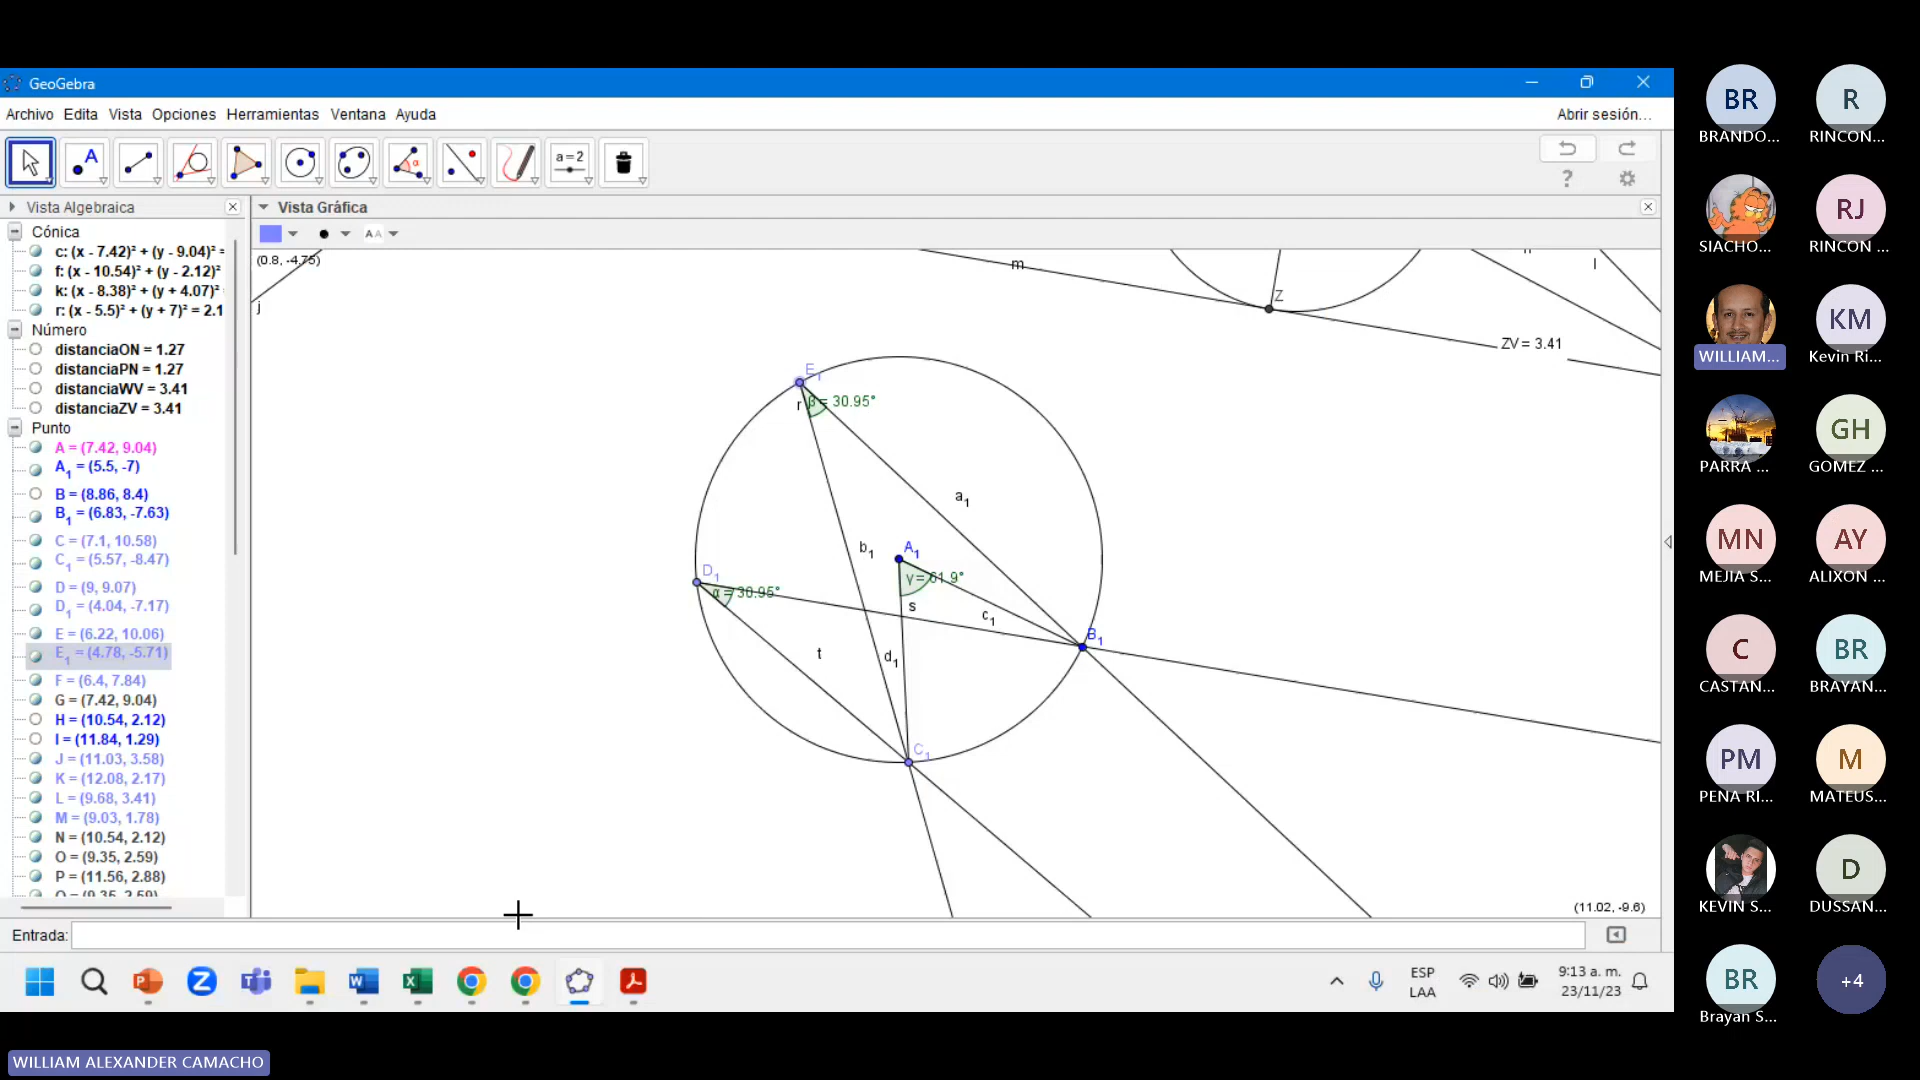 GeoGebra
Archivo Edita Vista Opciones Herramientas Ventana Ayuda
Abrir sesión…
A
α
a=2
?
Vista Algebraica
Vista Gráfica
AA
Cónica
c: (x - 7.42)² + (y - 9.04)² =
f: (x - 10.54)² + (y - 2.12)²
k: (x - 8.38)² + (y + 4.07)²
r: (x - 5.5)² + (y + 7)² = 2.1
Número
distanciaON = 1.27
distanciaPN = 1.27
distanciaWV = 3.41
distanciaZV = 3.41
Punto
A = (7.42, 9.04)
A₁ = (5.5, -7)
B = (8.86, 8.4)
B₁ = (6.83, -7.63)
C = (7.1, 10.58)
C₁ = (5.57, -8.47)
D = (9, 9.07)
D₁ = (4.04, -7.17)
E = (6.22, 10.06)
E₁ = (4.78, -5.71)
F = (6.4, 7.84)
G = (7.42, 9.04)
H = (10.54, 2.12)
I = (11.84, 1.29)
J = (11.03, 3.58)
K = (12.08, 2.17)
L = (9.68, 3.41)
M = (9.03, 1.78)
N = (10.54, 2.12)
O = (9.35, 2.59)
P = (11.56, 2.88)
(0.8, -4.75)
j
m
l
Z
ZV = 3.41
E₁
r
β = 30.95°
a₁
b₁
A₁
γ = 61.9°
D₁
α = 30.95°
s
c₁
B₁
t
d₁
C₁
(11.02, -9.6)
Entrada:
ESP
LAA
9:13 a. m.
23/11/23
BR
BRANDO...
R
RINCON...
SIACHO...
RJ
RINCON ...
WILLIAM...
KM
Kevin Ri...
PARRA ...
GH
GOMEZ ...
MN
MEJIA S...
AY
ALIXON ...
C
CASTAN...
BR
BRAYAN...
PM
PENA RI...
M
MATEUS...
KEVIN S...
D
DUSSAN...
BR
Brayan S...
+4
WILLIAM ALEXANDER CAMACHO